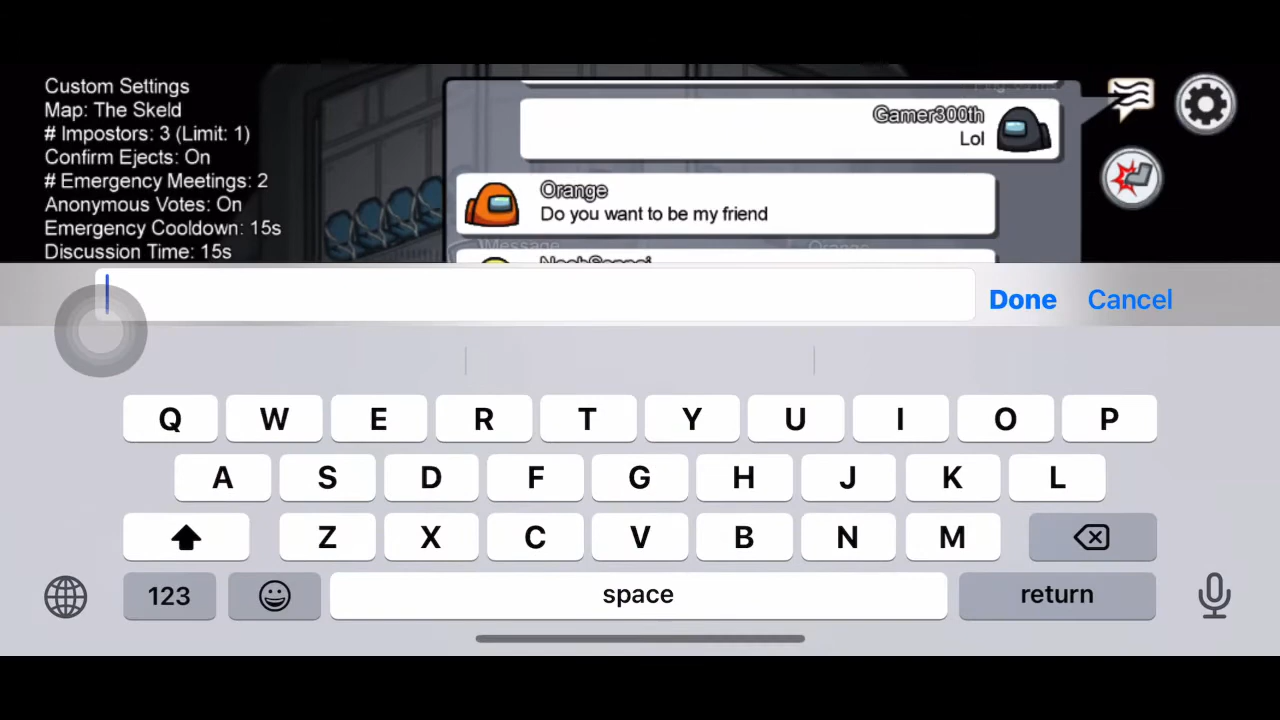 Custom Settings
Map: The Skeld
# Impostors: 3 (Limit: 1)
Confirm Ejects: On
# Emergency Meetings: 2
Anonymous Votes: On
Emergency Cooldown: 15s
Discussion Time: 15s
Gamer300th
Lol
Orange
Do you want to be my friend
Message
Orange
Done
Cancel
Q W E R T Y U I O P
A S D F G H J K L
Z X C V B N M
123
space
return